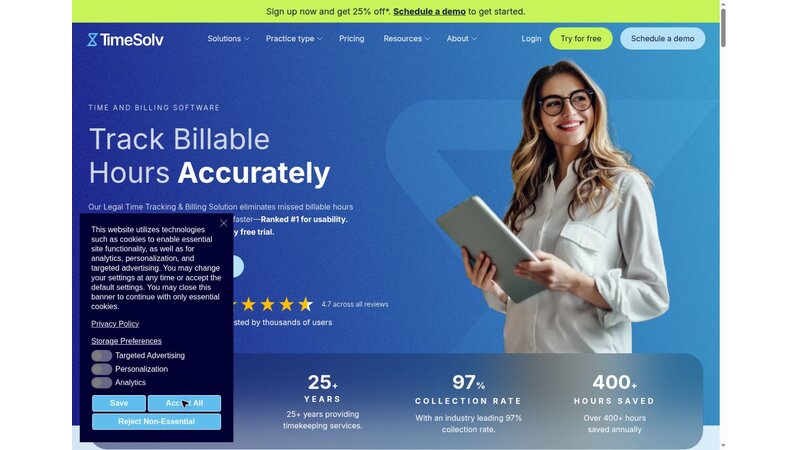 Sign up now and get 25% off*. Schedule a demo to get started.
TimeSolv
Solutions
Practice type
Pricing
Resources
About
Login
Try for free
Schedule a demo
TIME AND BILLING SOFTWARE
Track Billable
Hours Accurately
Our Legal Time Tracking & Billing Solution eliminates missed billable hours
faster—Ranked #1 for usability.
free trial.
4.7 across all reviews
by thousands of users
This website utilizes technologies
such as cookies to enable essential
site functionality, as well as for
analytics, personalization, and
targeted advertising. You may change
your settings at any time or accept the
default settings. You may close this
banner to continue with only essential
cookies.
Privacy Policy
Storage Preferences
Targeted Advertising
Personalization
Analytics
Save
Accept All
Reject Non-Essential
25+
YEARS
25+ years providing
timekeeping services.
97%
COLLECTION RATE
With an industry leading 97%
collection rate.
400+
HOURS SAVED
Over 400+ hours
saved annually